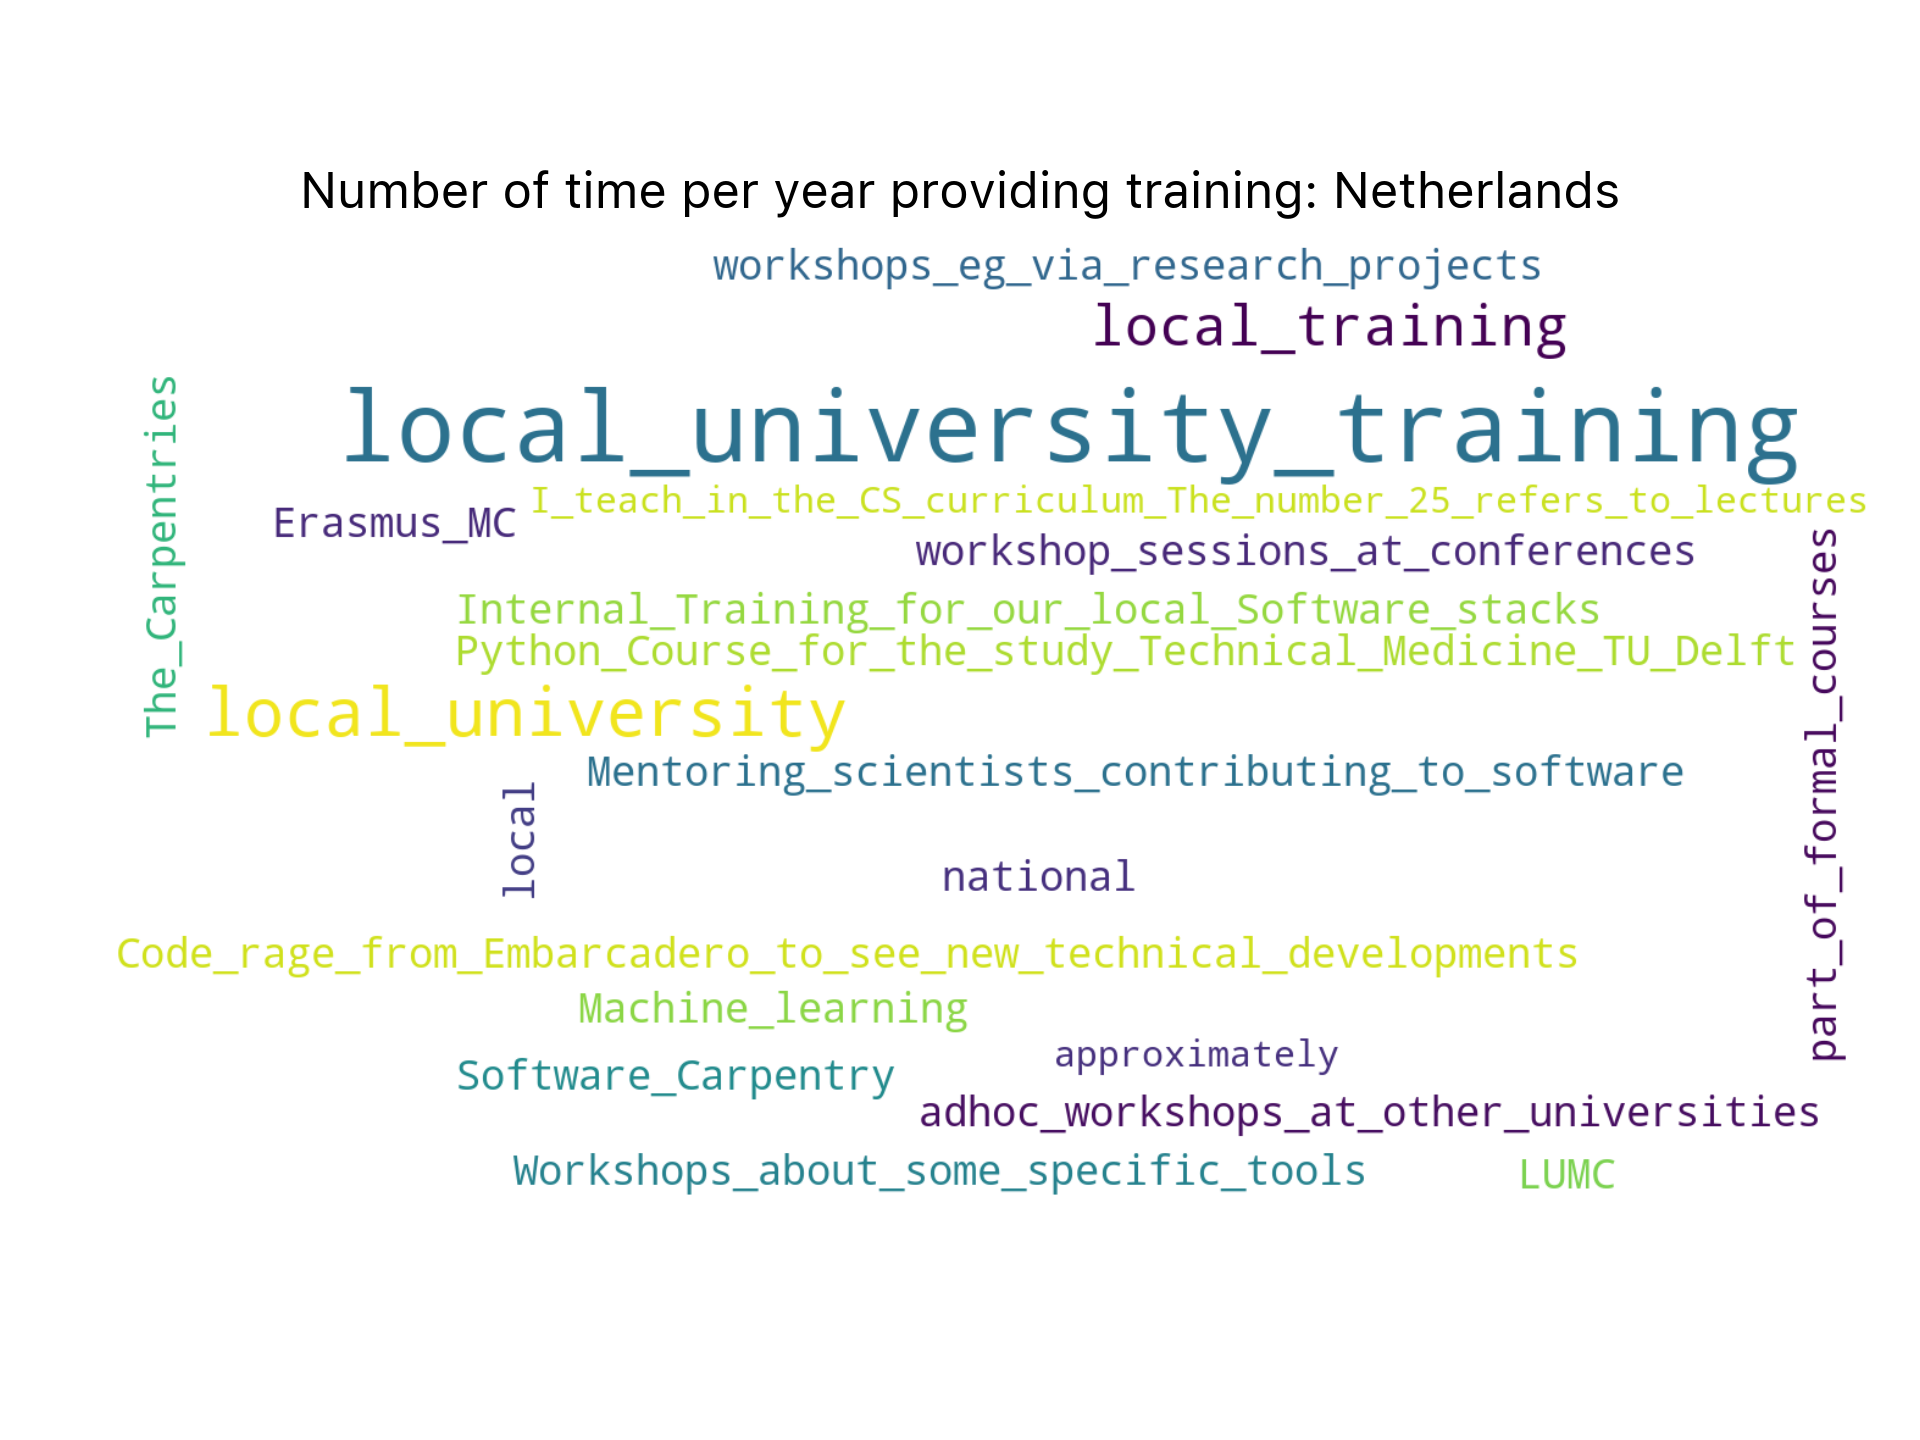 Number of time per year providing training: Netherlands
workshops_eg_via_research_projects
local_training
local_university_training
The_Carpentries
I_teach_in_the_CS_curriculum_The_number_25_refers_to_lectures
Erasmus_MC
workshop_sessions_at_conferences
part_of_formal_courses
Internal_Training_for_our_local_Software_stacks
Python_Course_for_the_study_Technical_Medicine_TU_Delft
local_university
Mentoring_scientists_contributing_to_software
local
national
Code_rage_from_Embarcadero_to_see_new_technical_developments
Machine_learning
approximately
Software_Carpentry
adhoc_workshops_at_other_universities
Workshops_about_some_specific_tools
LUMC